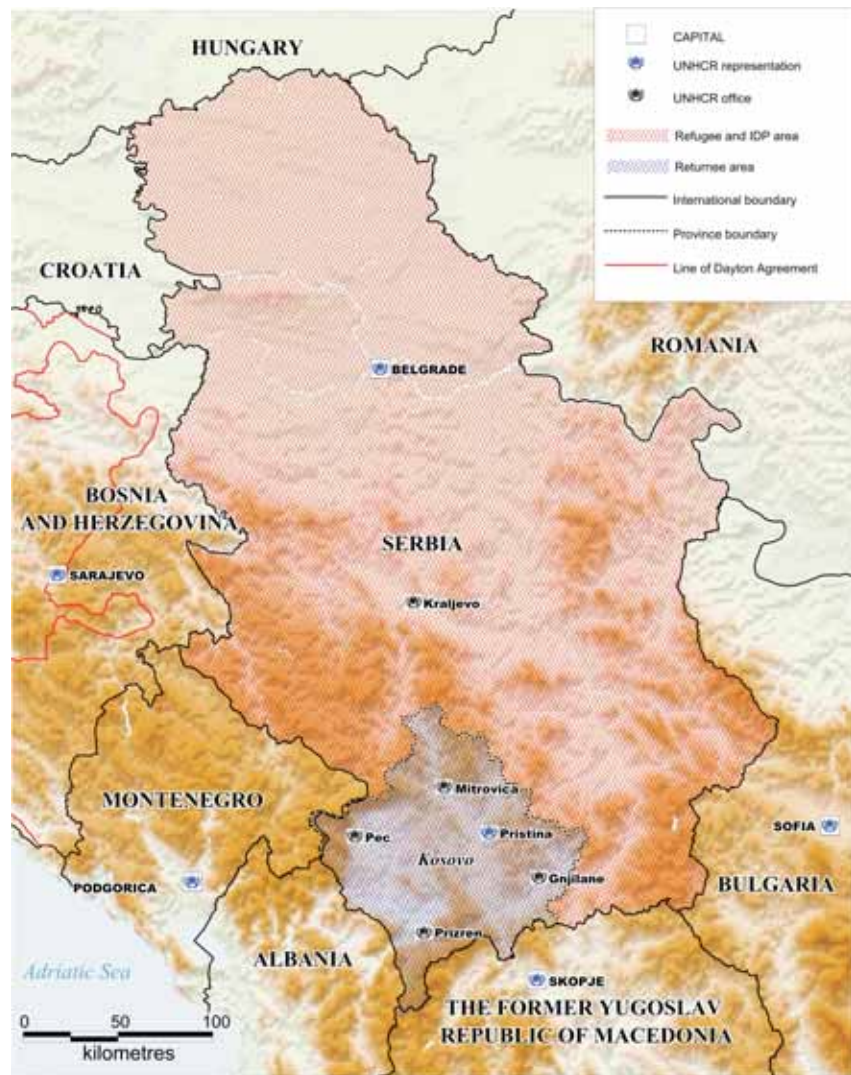 HUNGARY
CAPITAL
UNHCR representation
UNHCR office
Refugee and IDP area
Returnee area
International boundary
Province boundary
Line of Dayton Agreement
CROATIA
ROMANIA
BELGRADE
BOSNIA
AND HERZEGOVINA
SERBIA
SARAJEVO
Kraljevo
MONTENEGRO
Mitrovica
Pec
Pristina
SOFIA
Kosovo
Gnjilane
PODGORICA
BULGARIA
Prizren
ALBANIA
Adriatic Sea
SKOPJE
THE FORMER YUGOSLAV
REPUBLIC OF MACEDONIA
0 50 100
kilometres